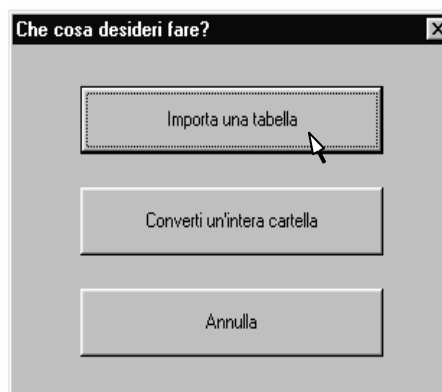 Che cosa desideri fare?
Importa una tabella
Converti un'intera cartella
Annulla